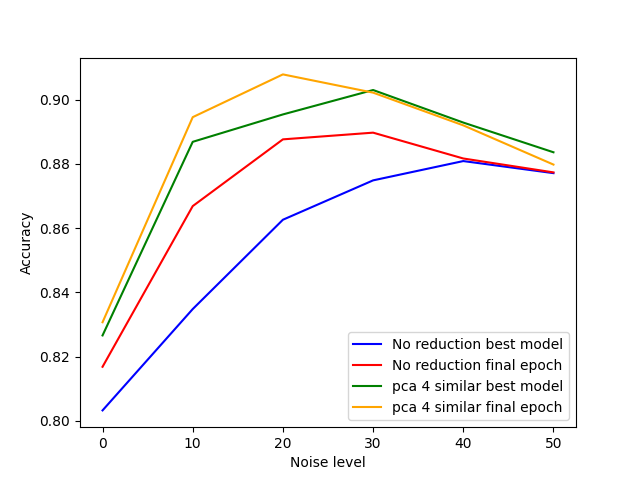 0.90
0.88
0.86
0.84
0.82
0.80
Accuracy
0 10 20 30 40 50
Noise level
No reduction best model
No reduction final epoch
pca 4 similar best model
pca 4 similar final epoch